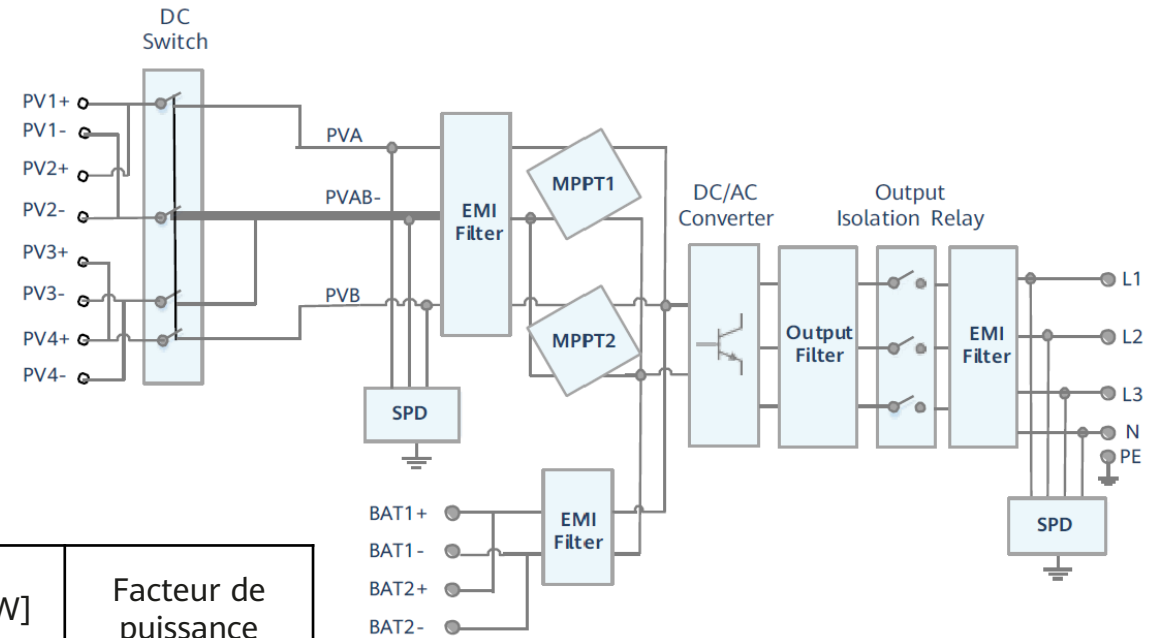 DC
Switch
PV1+
PV1-
PV2+
PV2-
PV3+
PV3-
PV4+
PV4-
PVA
PVAB-
PVB
EMI
Filter
SPD
MPPT1
MPPT2
DC/AC
Converter
Output
Filter
Output
Isolation Relay
EMI
Filter
L1
L2
L3
N
PE
SPD
BAT1+
BAT1-
BAT2+
BAT2-
EMI
Filter
W]
Facteur de
puissance